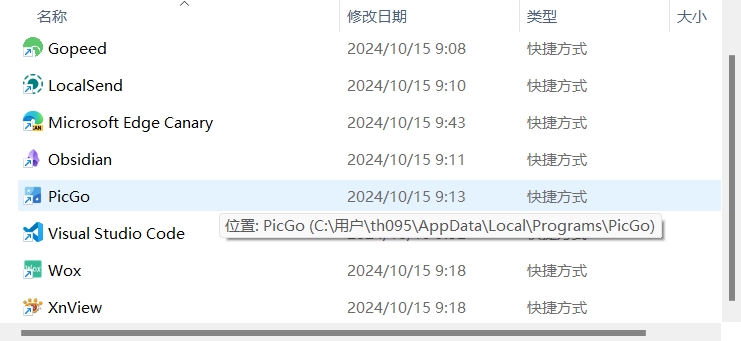 名称 修改日期 类型 大小
Gopeed 2024/10/15 9:08 快捷方式
LocalSend 2024/10/15 9:10 快捷方式
Microsoft Edge Canary 2024/10/15 9:43 快捷方式
Obsidian 2024/10/15 9:11 快捷方式
PicGo 2024/10/15 9:13 快捷方式
位置: PicGo (C:\用户\th095\AppData\Local\Programs\PicGo)
Visual Studio Code 快捷方式
Wox 2024/10/15 9:18 快捷方式
XnView 2024/10/15 9:18 快捷方式